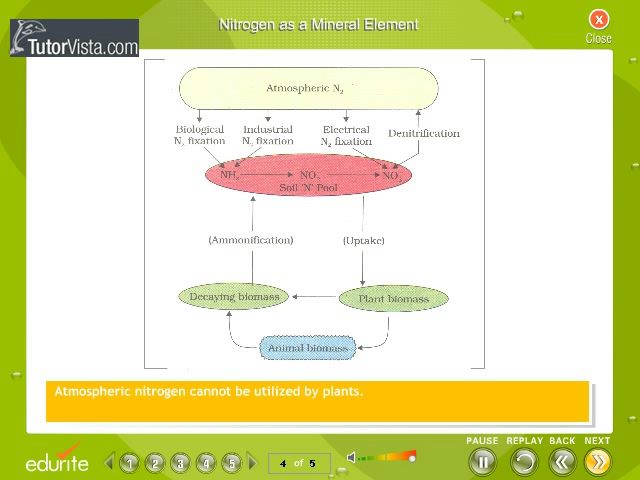 Nitrogen as a Mineral Element
X
Close
TutorVista.com
Atmospheric N2
Biological
N2 fixation
Industrial
N2 fixation
Electrical
N2 fixation
Denitrification
NH3
NO2
NO3
Soil 'N' Pool
(Ammonification)
(Uptake)
Decaying biomass
Plant biomass
Animal biomass
Atmospheric nitrogen cannot be utilized by plants.
PAUSE REPLAY BACK NEXT
edurite
1 2 3 4 5
4 of 5